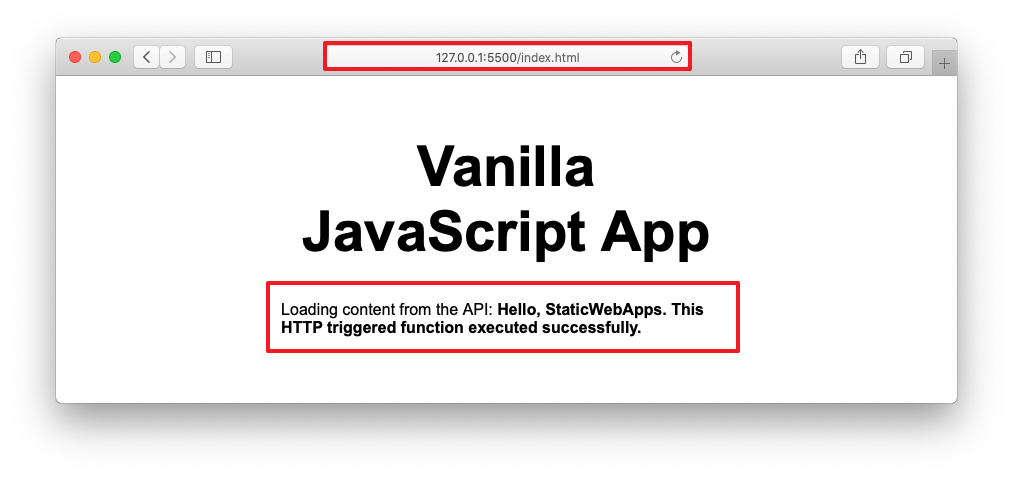 127.0.0.1:5500/index.html
Vanilla
JavaScript App
Loading content from the API: Hello, StaticWebApps. This
HTTP triggered function executed successfully.